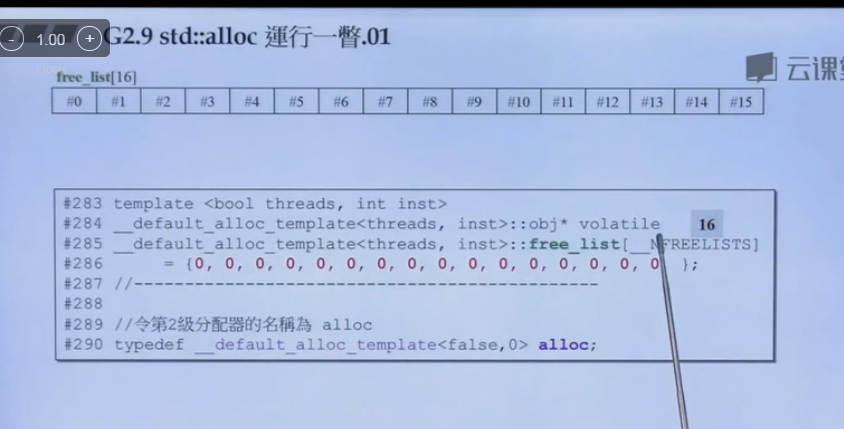 - 1.00 +
G2.9 std::alloc 運行一瞥.01
云课堂
free_list[16]
#0 #1 #2 #3 #4 #5 #6 #7 #8 #9 #10 #11 #12 #13 #14 #15
#283 template <bool threads, int inst>
#284 __default_alloc_template<threads, inst>::obj* volatile
16
#285 __default_alloc_template<threads, inst>::free_list[__NFREELISTS]
#286 = {0, 0, 0, 0, 0, 0, 0, 0, 0, 0, 0, 0, 0, 0, 0, 0 };
#287 //----------------------------------------------
#288
#289 //令第2級分配器的名稱為 alloc
#290 typedef __default_alloc_template<false,0> alloc;